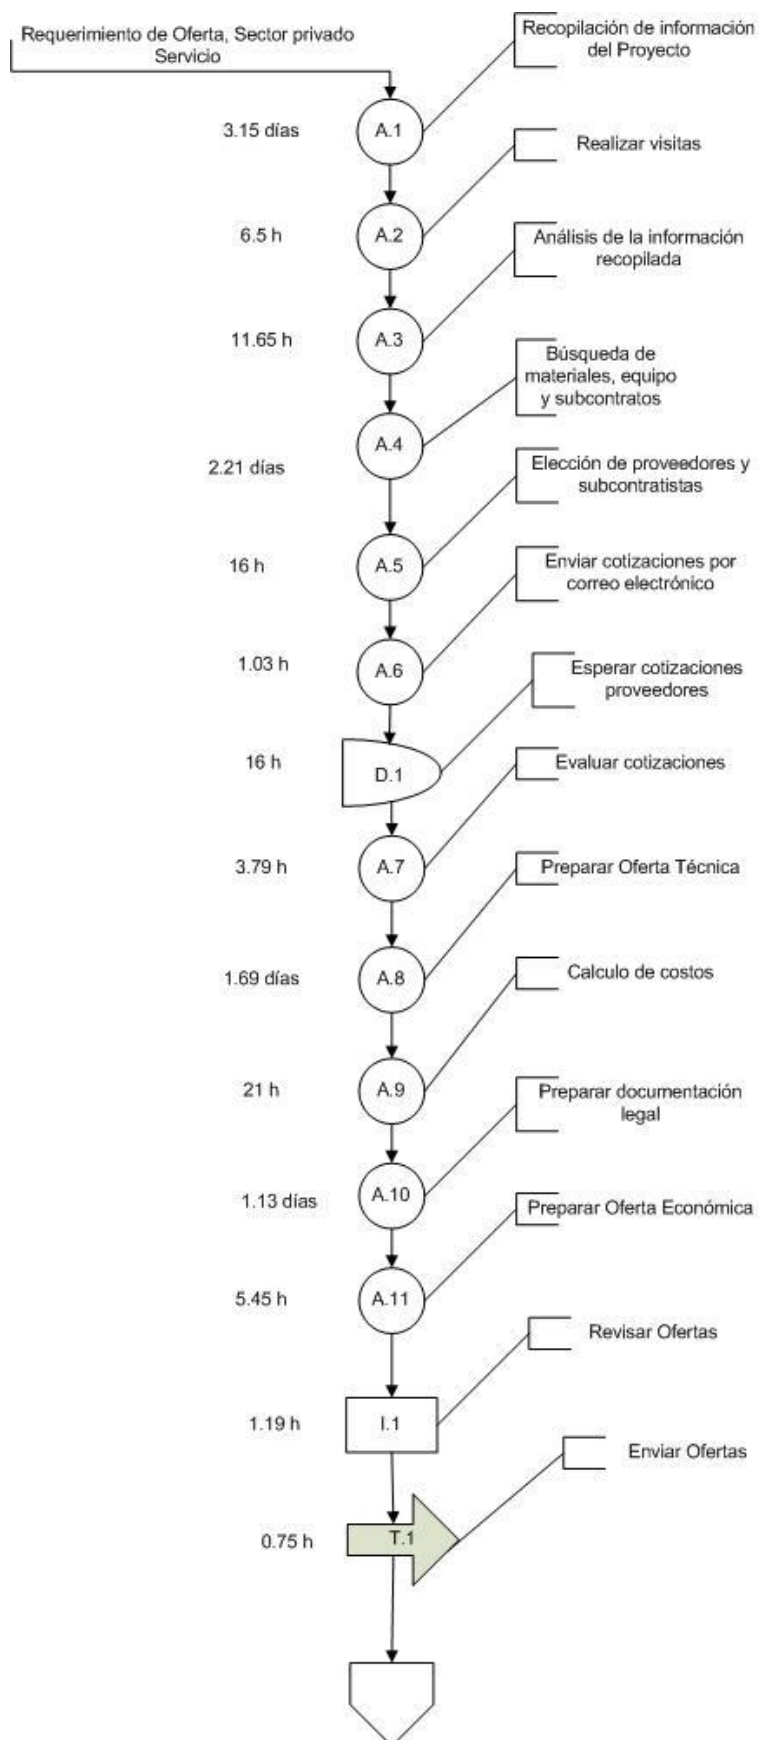 Requerimiento de Oferta, Sector privado
Servicio
Recopilación de información
del Proyecto
3.15 días
A.1
Realizar visitas
6.5 h
A.2
Análisis de la información
recopilada
11.65 h
A.3
Búsqueda de
materiales, equipo
y subcontratos
A.4
2.21 días
Elección de proveedores y
subcontratistas
16 h
A.5
Enviar cotizaciones por
correo electrónico
1.03 h
A.6
Esperar cotizaciones
proveedores
16 h
D.1
Evaluar cotizaciones
3.79 h
A.7
Preparar Oferta Técnica
1.69 días
A.8
Calculo de costos
21 h
A.9
Preparar documentación
legal
1.13 días
A.10
Preparar Oferta Económica
5.45 h
A.11
Revisar Ofertas
1.19 h
I.1
Enviar Ofertas
0.75 h
T.1